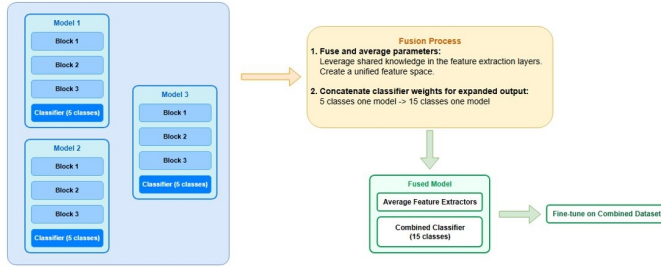 Model 1
Block 1
Block 2
Block 3
Classifier (5 classes)
Model 2
Block 1
Block 2
Block 3
Classifier (5 classes)
Model 3
Block 1
Block 2
Block 3
Classifier (5 classes)
Fusion Process
1. Fuse and average parameters:
Leverage shared knowledge in the feature extraction layers.
Create a unified feature space.
2. Concatenate classifier weights for expanded output:
5 classes one model -> 15 classes one model
Fused Model
Average Feature Extractors
Combined Classifier
(15 classes)
Fine-tune on Combined Dataset